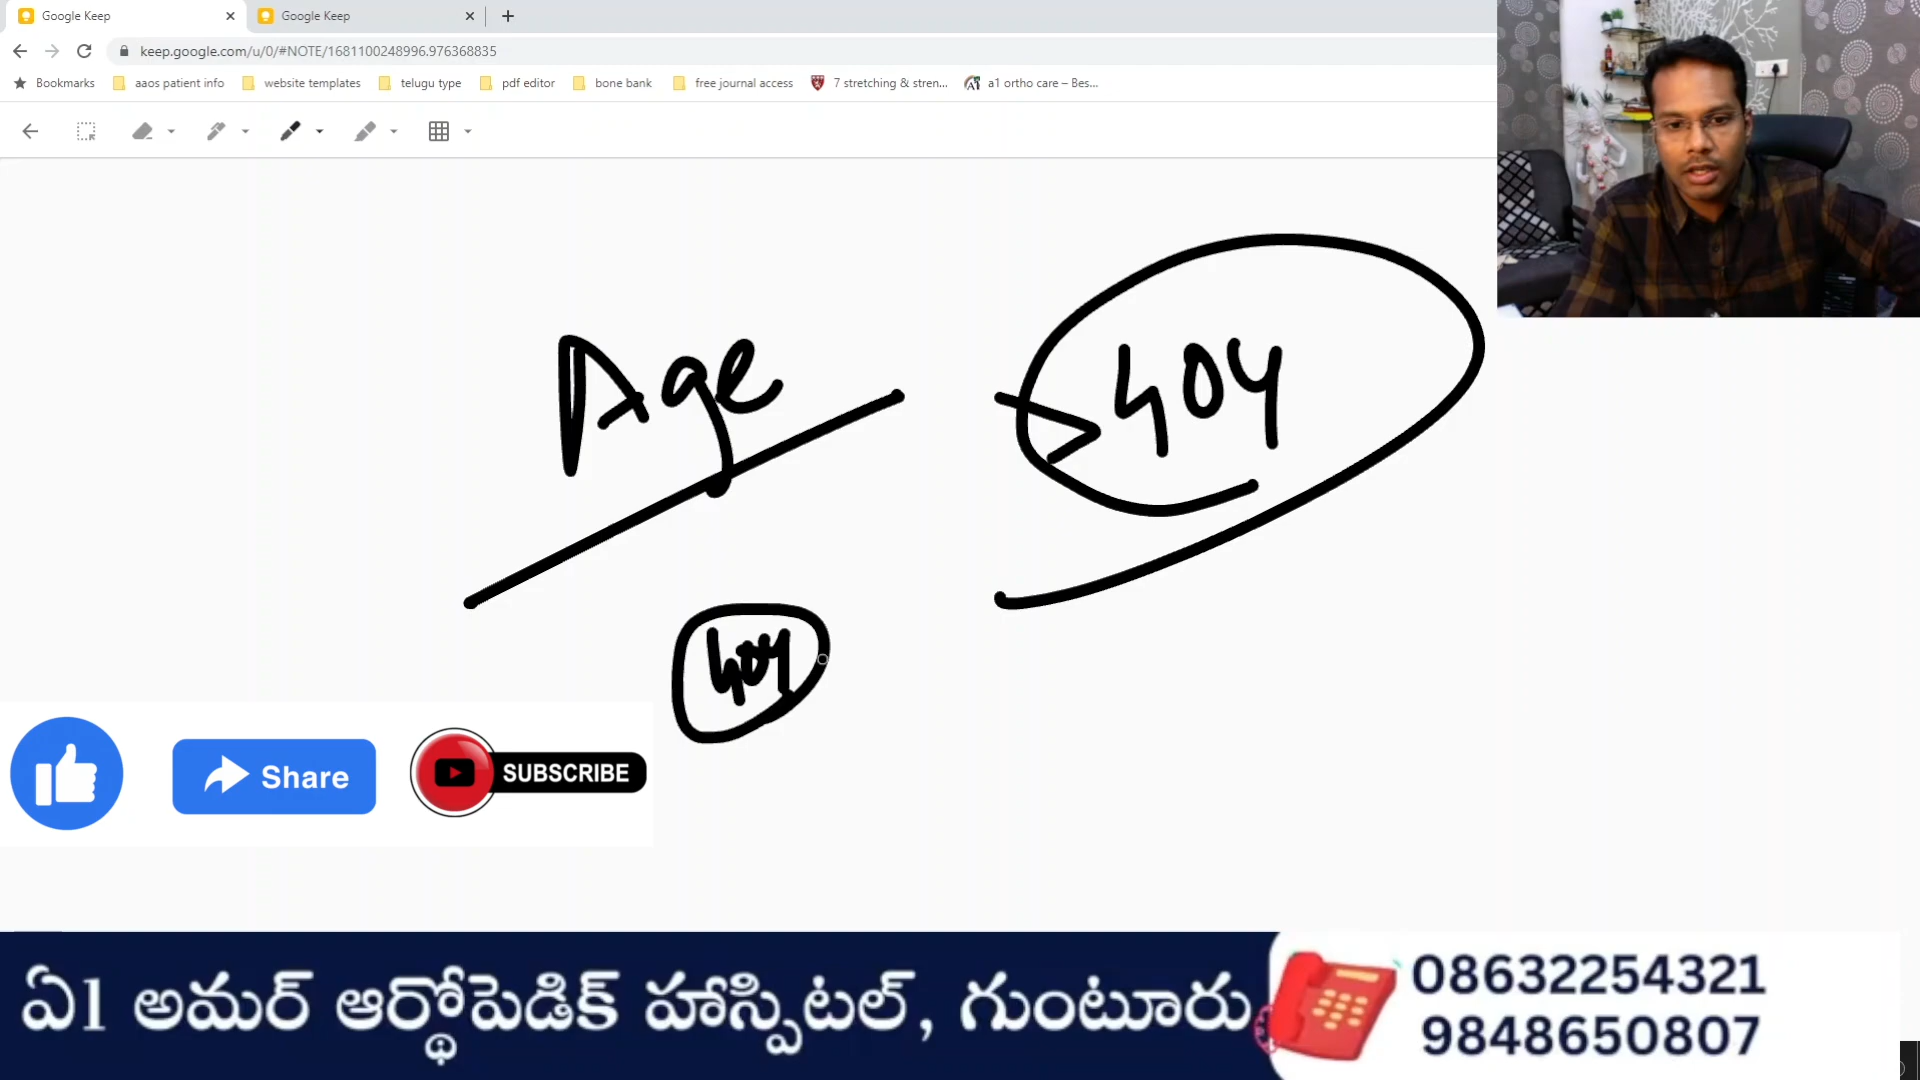 Google Keep
Google Keep
keep.google.com/u/0/#NOTE/1681100248996.976368835
Bookmarks aaos patient info website templates telugu type pdf editor bone bank free journal access 7 stretching & stren... a1 ortho care – Bes...
Age > 40y
40y
Share
SUBSCRIBE
ఏ1 అమర్ ఆర్థోపెడిక్ హాస్పిటల్, గుంటూరు
08632254321
9848650807